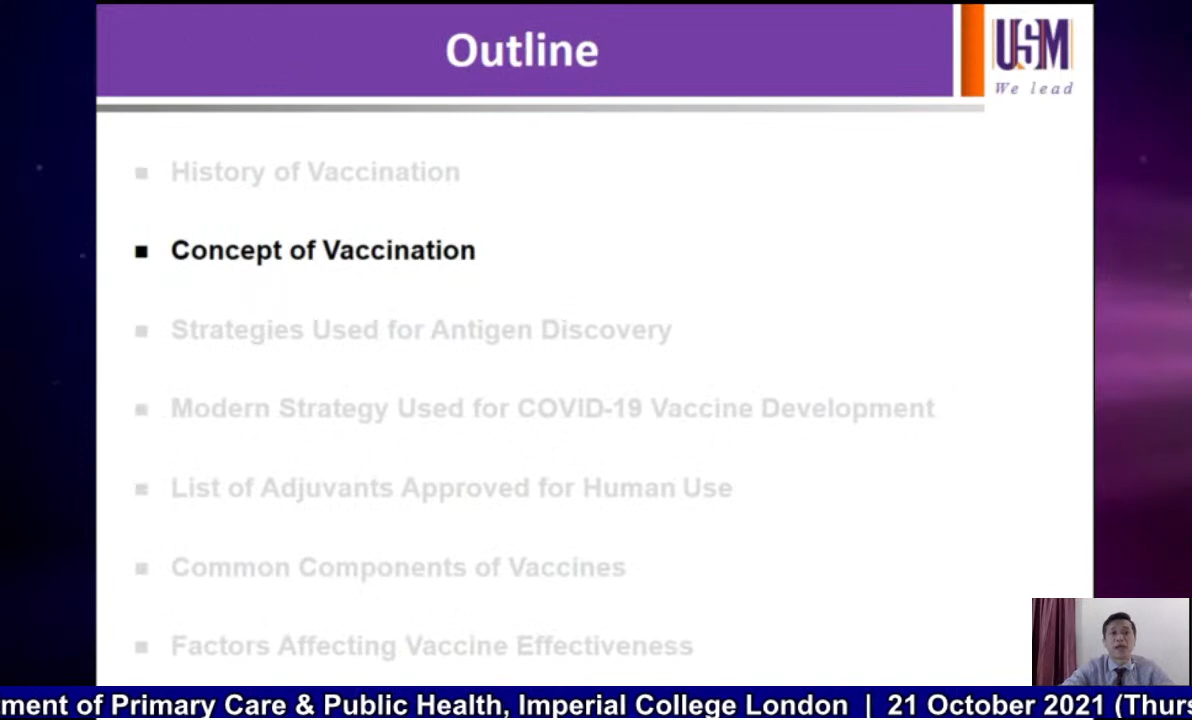 Outline
USM
We lead
■ History of Vaccination
■ Concept of Vaccination
■ Strategies Used for Antigen Discovery
■ Modern Strategy Used for COVID-19 Vaccine Development
■ List of Adjuvants Approved for Human Use
■ Common Components of Vaccines
■ Factors Affecting Vaccine Effectiveness
ment of Primary Care & Public Health, Imperial College London | 21 October 2021 (Thurs